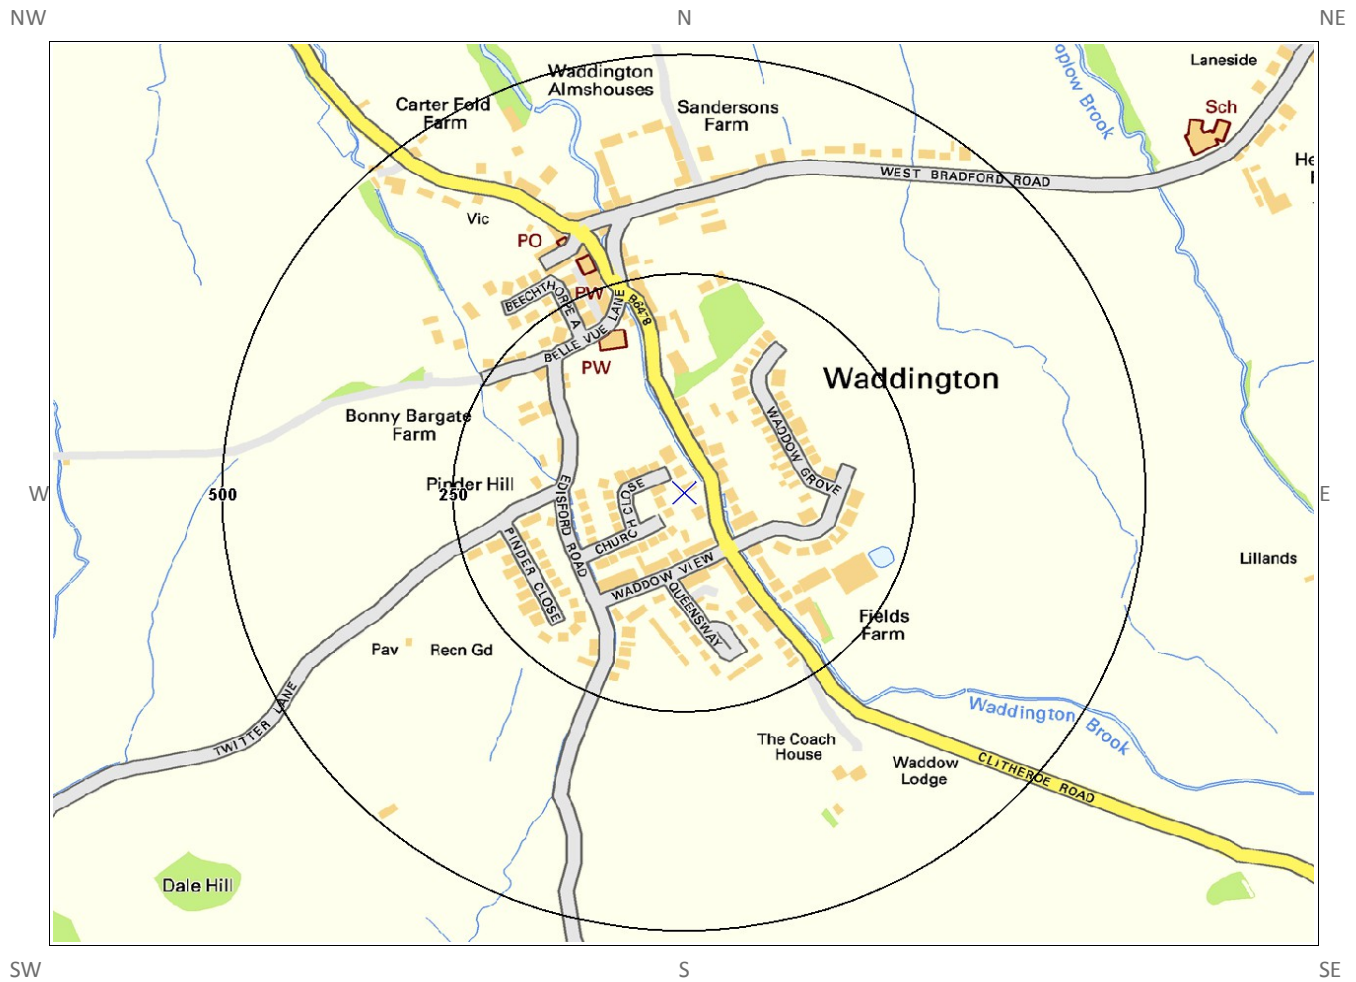 NW
N
NE
Waddington
Almshouses
Carter Fold
Farm
Sandersons
Farm
Laneside
Sch
WEST BRADFORD ROAD
Vic
PO
PW
BEECHTHORPE A
BELLE VUE LANE
B6478
PW
Waddington
Bonny Bargate
Farm
WADDOW GROVE
Pinder Hill
W
500
250
E
EDISFORD ROAD
CHURCH CLOSE
PINDER CLOSE
WADDOW VIEW
QUEENSWAY
Lillands
Fields
Farm
Pav
Recn Gd
TWITTER LANE
Waddington Brook
The Coach
House
Waddow
Lodge
CLITHEROE ROAD
Dale Hill
SW
S
SE